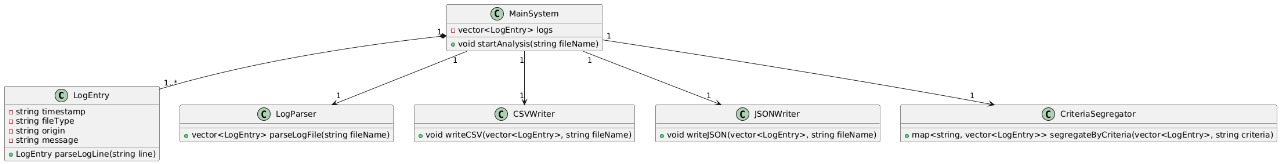 C MainSystem
vector<LogEntry> logs
void startAnalysis(string fileName)
1
1
1
1
1
1..*
1
1
1
1
C LogEntry
string timestamp
string fileType
string origin
string message
LogEntry parseLogLine(string line)
C LogParser
vector<LogEntry> parseLogFile(string fileName)
C CSVWriter
void writeCSV(vector<LogEntry>, string fileName)
C JSONWriter
void writeJSON(vector<LogEntry>, string fileName)
C CriteriaSegregator
map<string, vector<LogEntry>> segregateByCriteria(vector<LogEntry>, string criteria)